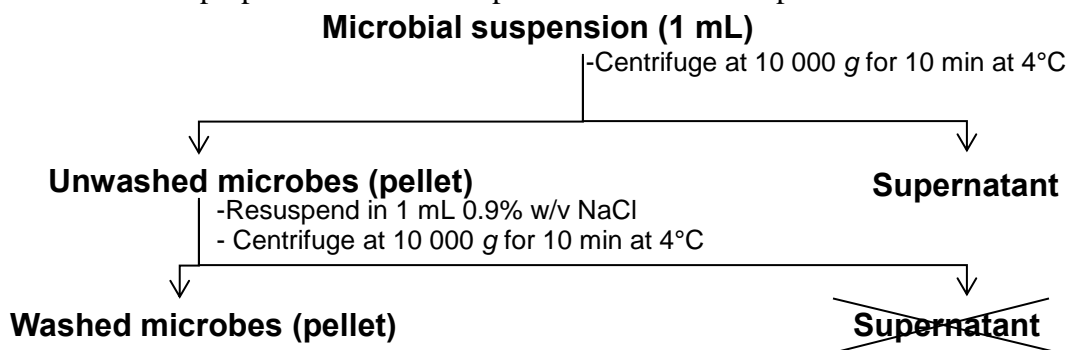 Microbial suspension (1 mL)
-Centrifuge at 10 000 g for 10 min at 4°C
Unwashed microbes (pellet)
Supernatant
-Resuspend in 1 mL 0.9% w/v NaCl
- Centrifuge at 10 000 g for 10 min at 4°C
Washed microbes (pellet)
Supernatant